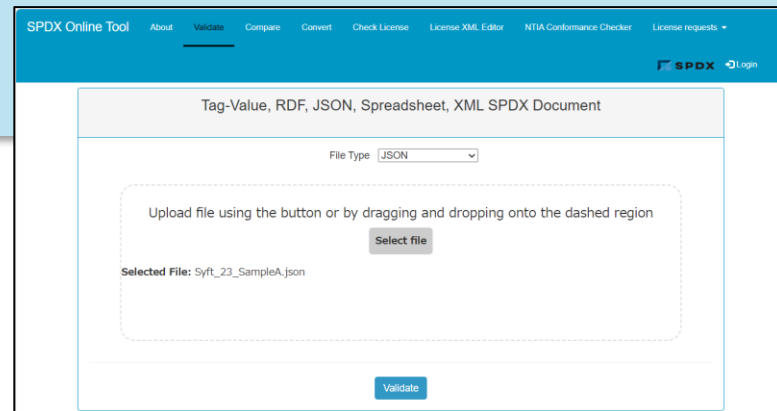 SPDX Online Tool About Validate Compare Convert Check License License XML Editor NTIA Conformance Checker License requests
SPDX Login
Tag-Value, RDF, JSON, Spreadsheet, XML SPDX Document
File Type JSON
Upload file using the button or by dragging and dropping onto the dashed region
Select file
Selected File: Syft_23_SampleA.json
Validate